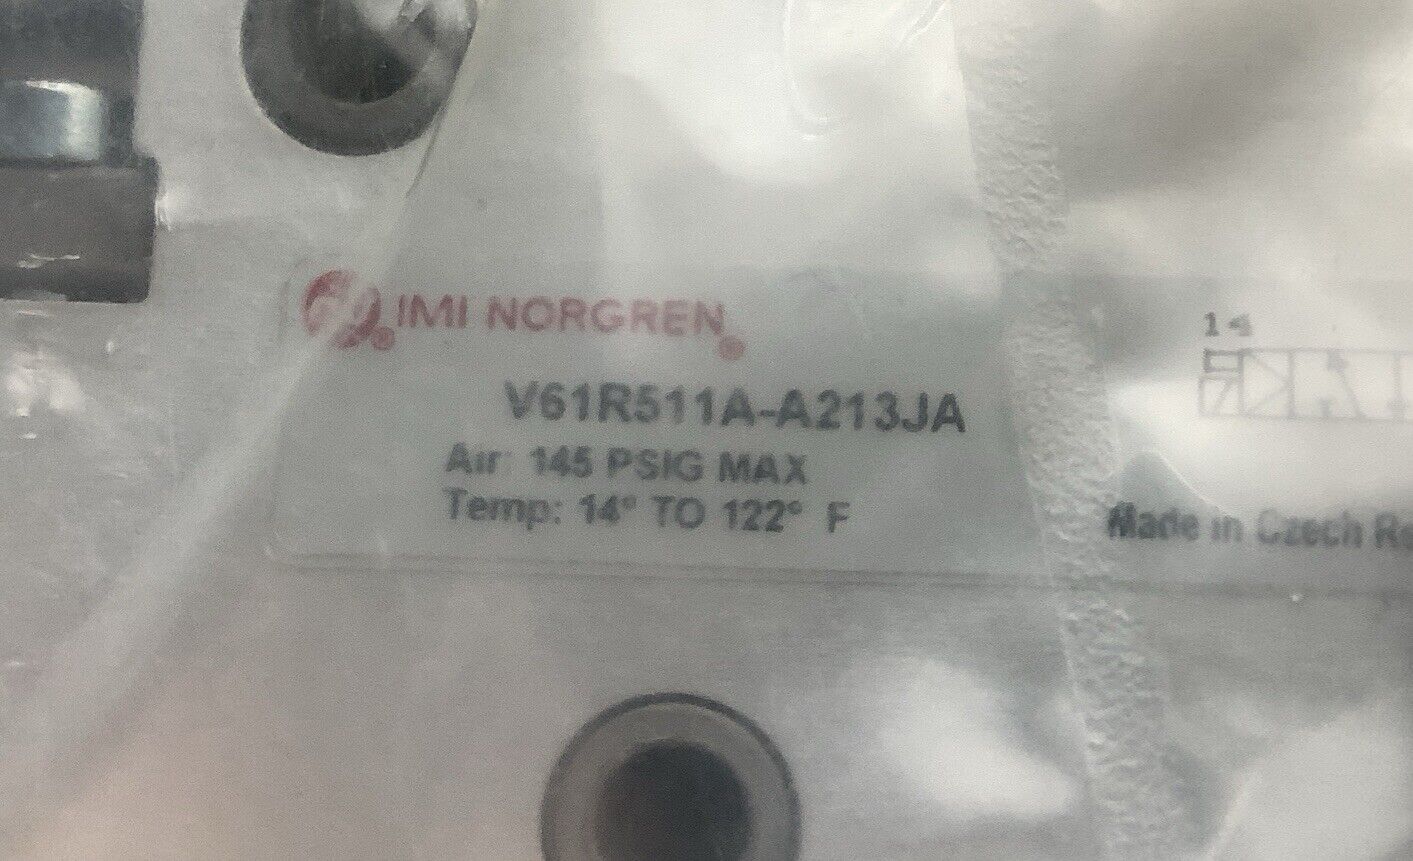 IMI NORGREN®
V61R511A-A213JA
Air: 145 PSIG MAX
Temp: 14° TO 122° F
14
Made in Czech